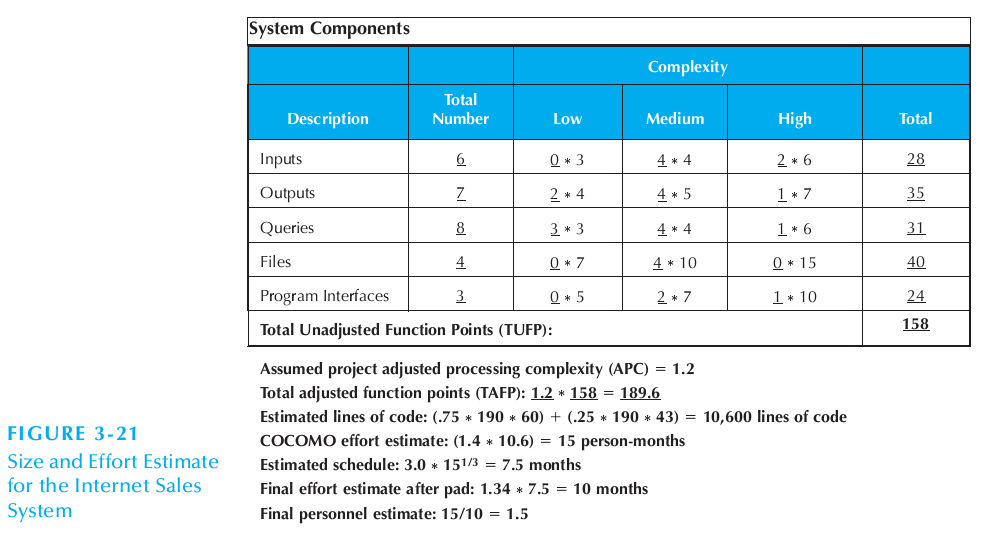 System Components
Complexity
Description Total Number Low Medium High Total
Inputs 6 0 * 3 4 * 4 2 * 6 28
Outputs 7 2 * 4 4 * 5 1 * 7 35
Queries 8 3 * 3 4 * 4 1 * 6 31
Files 4 0 * 7 4 * 10 0 * 15 40
Program Interfaces 3 0 * 5 2 * 7 1 * 10 24
Total Unadjusted Function Points (TUFP): 158
Assumed project adjusted processing complexity (APC) = 1.2
Total adjusted function points (TAFP): 1.2 * 158 = 189.6
Estimated lines of code: (.75 * 190 * 60) + (.25 * 190 * 43) = 10,600 lines of code
COCOMO effort estimate: (1.4 * 10.6) = 15 person-months
Estimated schedule: 3.0 * 15^1/3 = 7.5 months
Final effort estimate after pad: 1.34 * 7.5 = 10 months
Final personnel estimate: 15/10 = 1.5
FIGURE 3-21
Size and Effort Estimate
for the Internet Sales
System